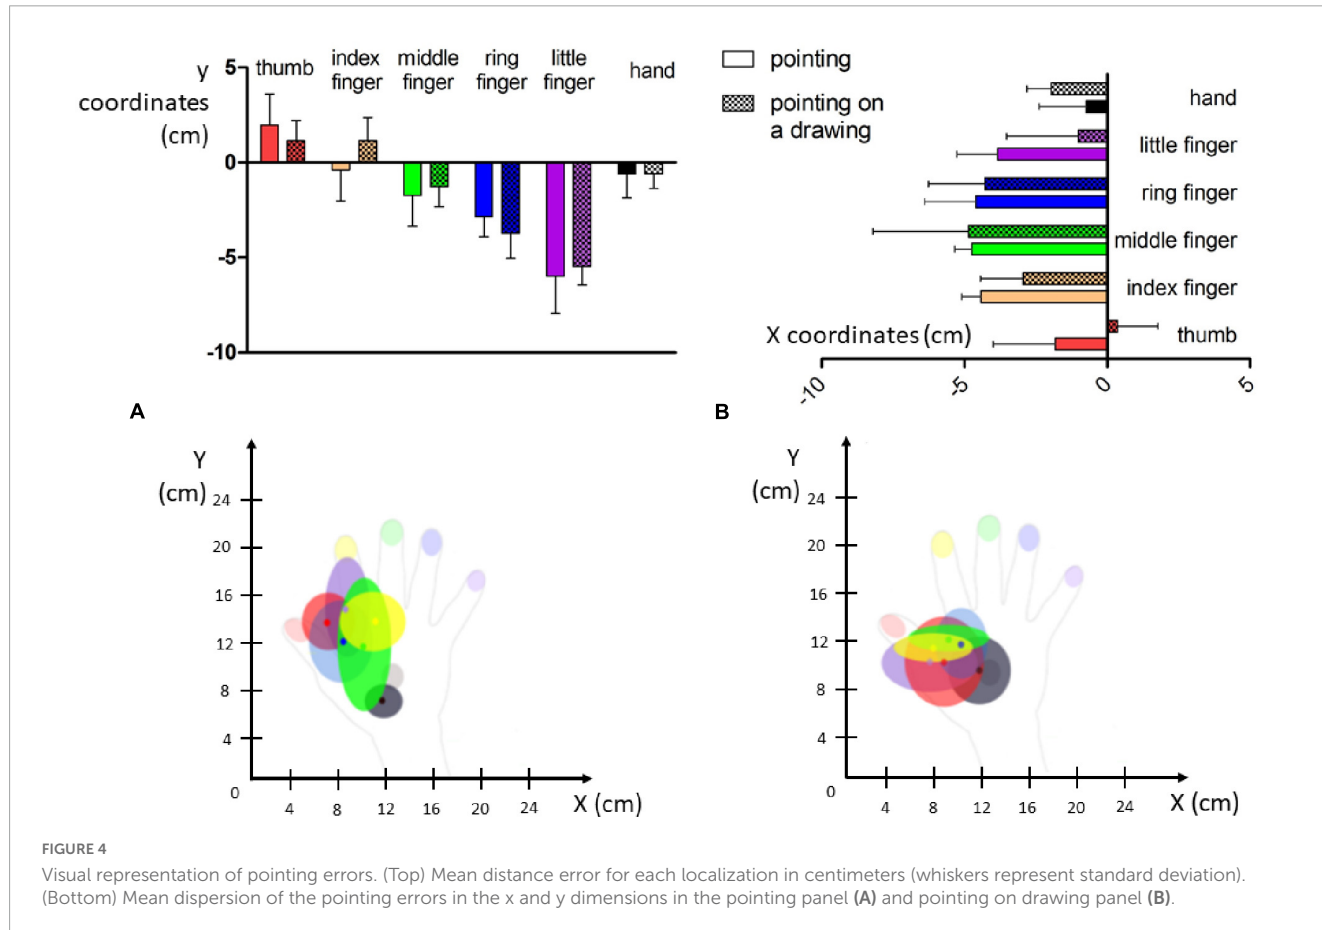 y
coordinates
(cm)
5
0
-5
-10
thumb
index
finger
middle
finger
ring
finger
little
finger
hand
pointing
pointing on
a drawing
hand
little finger
ring finger
middle finger
index finger
thumb
X coordinates (cm)
-10
-5
0
5
A
B
Y
(cm)
24
20
16
12
8
4
0
4
8
12
16
20
24
X (cm)
Y
(cm)
24
20
16
12
8
4
0
4
8
12
16
20
24
X (cm)
FIGURE 4
Visual representation of pointing errors. (Top) Mean distance error for each localization in centimeters (whiskers represent standard deviation).
(Bottom) Mean dispersion of the pointing errors in the x and y dimensions in the pointing panel (A) and pointing on drawing panel (B).